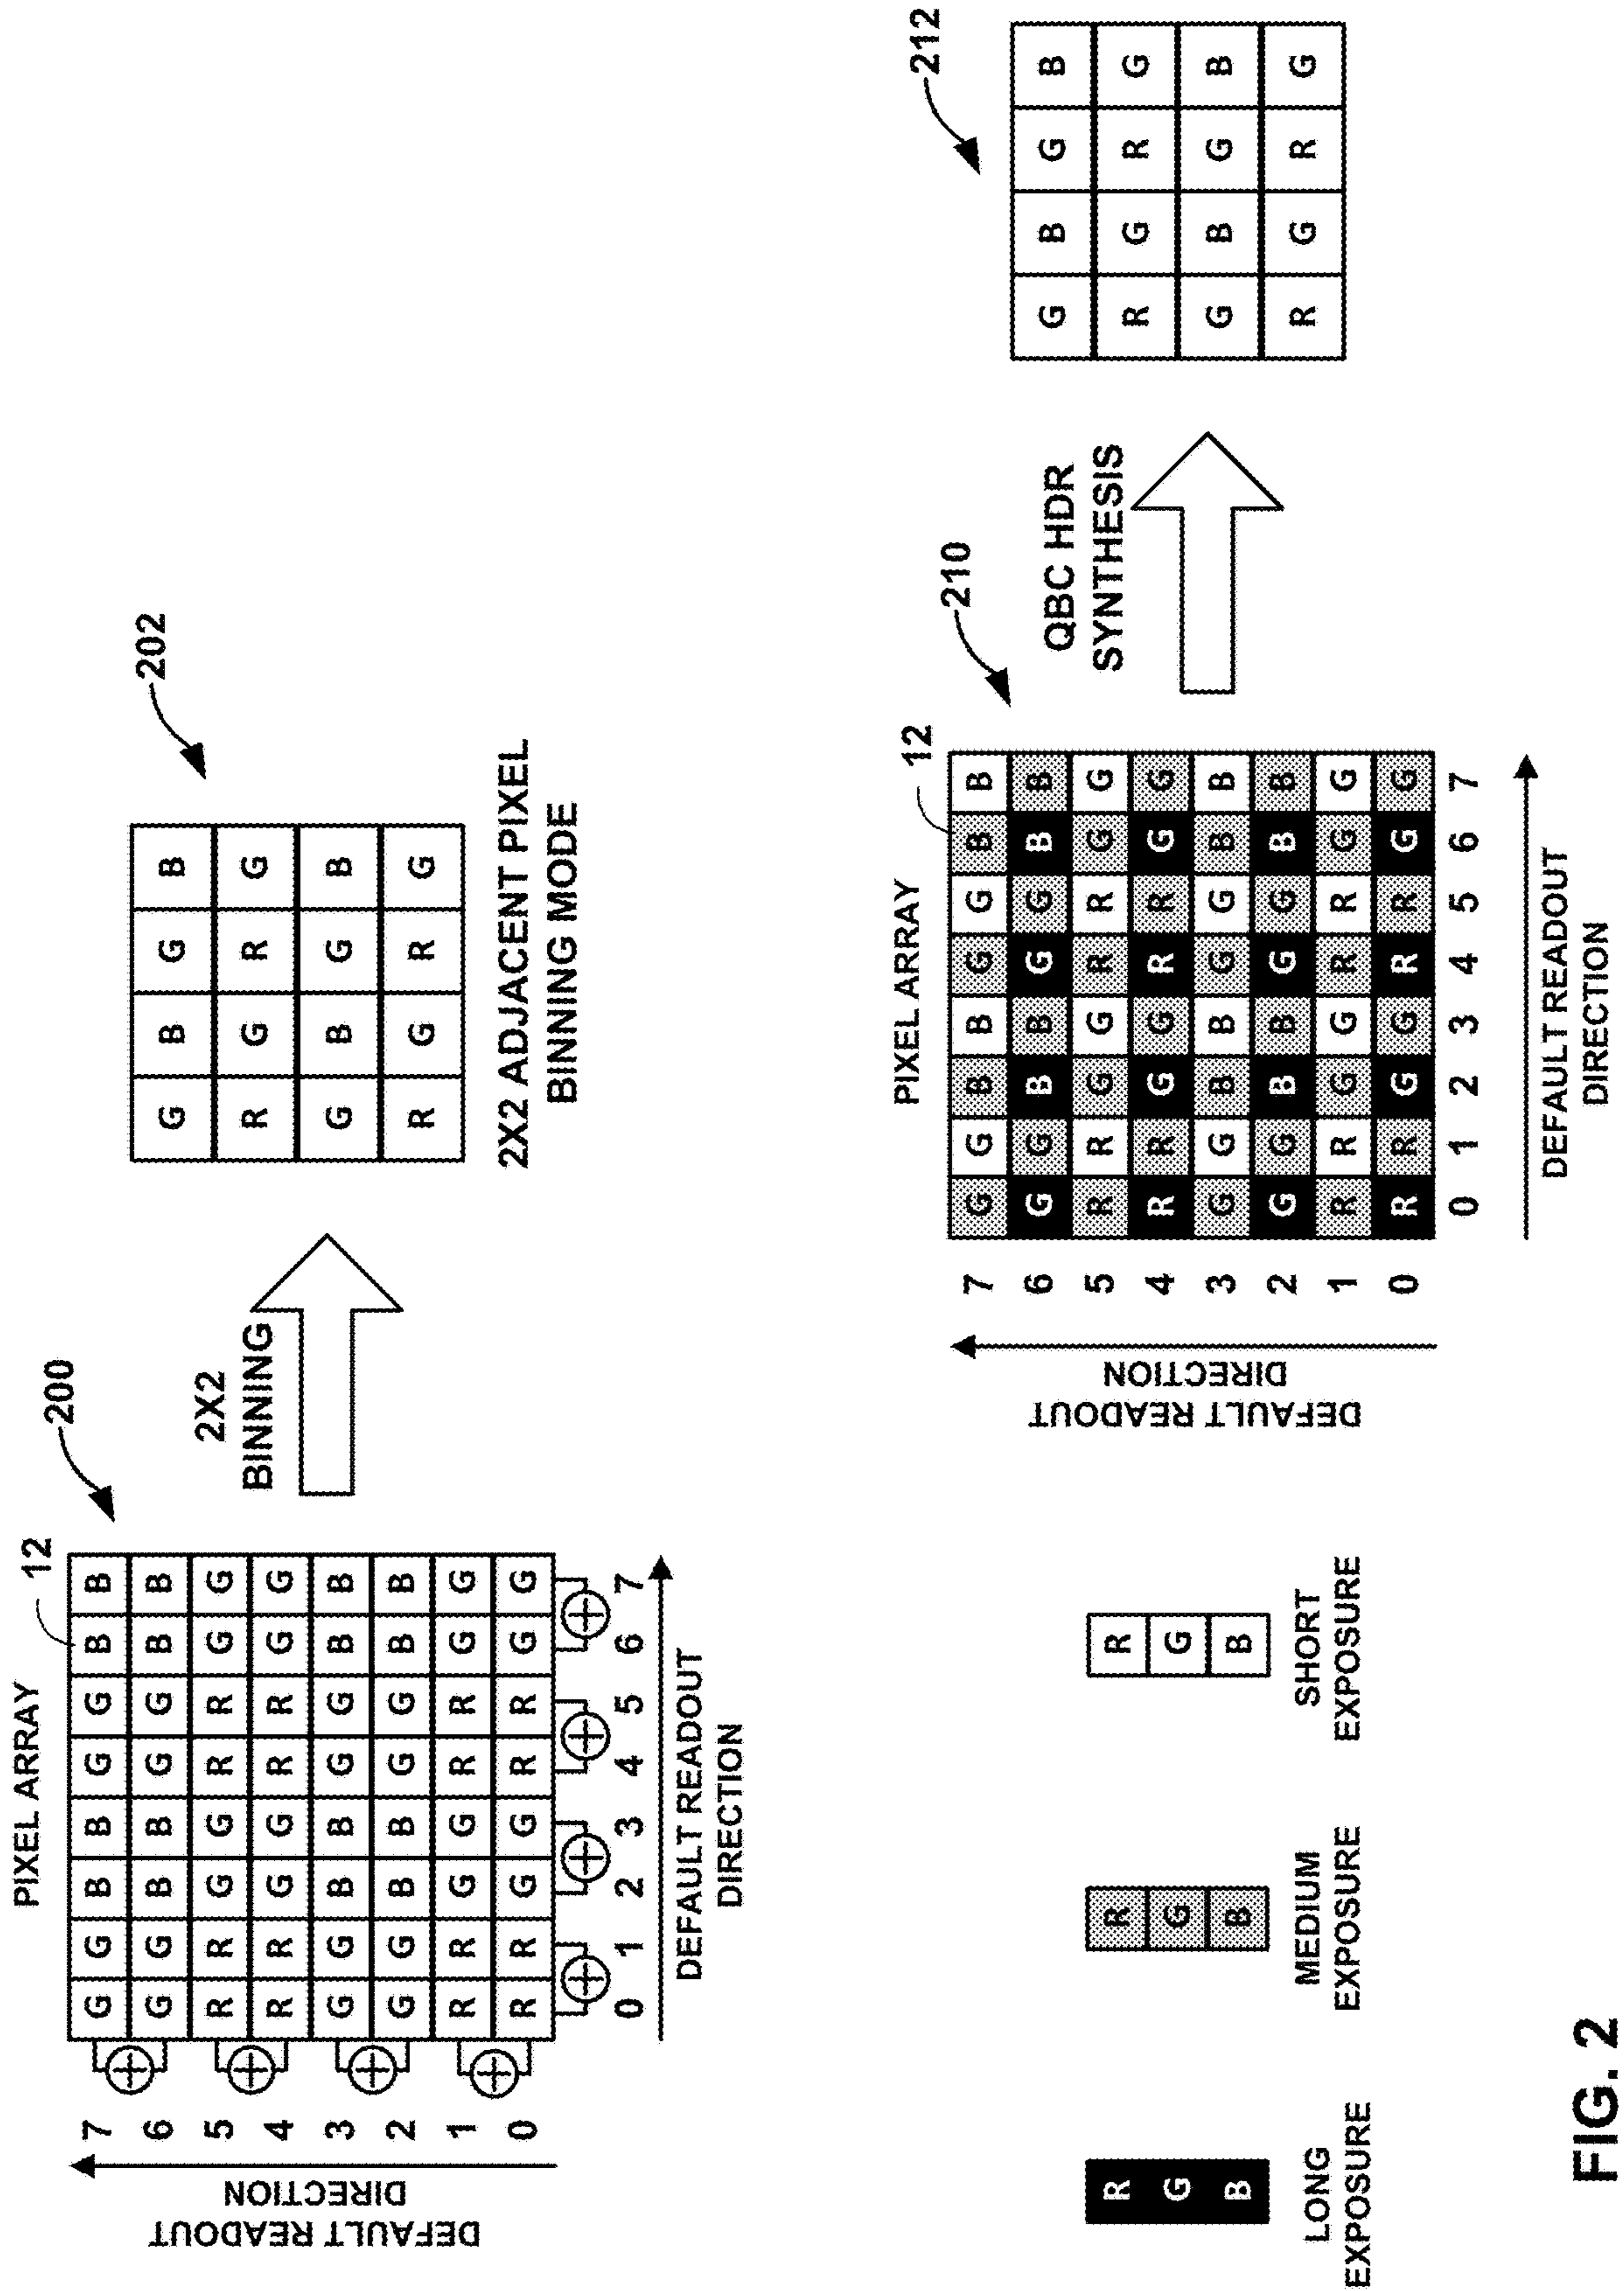 PIXEL ARRAY
12
200
7 G G B B G G B B
6 G G B B G G B B
5 R R G G R R G G
4 R R G G R R G G
3 G G B B G G B B
2 G G B B G G B B
1 R R G G R R G G
0 R R G G R R G G
0 1 2 3 4 5 6 7
DEFAULT READOUT
DIRECTION
DEFAULT READOUT
DIRECTION
2X2
BINNING
202
G B G B
R G R G
G B G B
R G R G
2X2 ADJACENT PIXEL
BINNING MODE
R
G
B
LONG
EXPOSURE
R
G
B
MEDIUM
EXPOSURE
R
G
B
SHORT
EXPOSURE
PIXEL ARRAY
12
210
7 G G B B G G B B
6 G G B B G G B B
5 R R G G R R G G
4 R R G G R R G G
3 G G B B G G B B
2 G G B B G G B B
1 R R G G R R G G
0 R R G G R R G G
0 1 2 3 4 5 6 7
DEFAULT READOUT
DIRECTION
DEFAULT READOUT
DIRECTION
QBC HDR
SYNTHESIS
212
G B G B
R G R G
G B G B
R G R G
FIG. 2